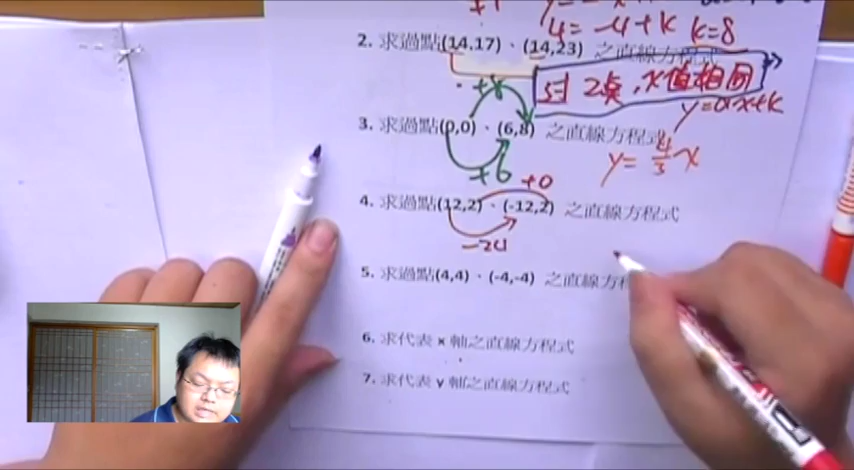 4 = -4 + k k=8
2. 求過點(14,17)、(14,23) 之直線方程式
過2點,x值相同
+8
y=ax+k
3. 求過點(0,0)、(6,8) 之直線方程式
y=4/3 x
+6
+0
4. 求過點(12,2)、(-12,2) 之直線方程式
-24
5. 求過點(4,4)、(-4,-4) 之直線方
6. 求代表 x 軸之直線方程式
7. 求代表 y 軸之直線方程式